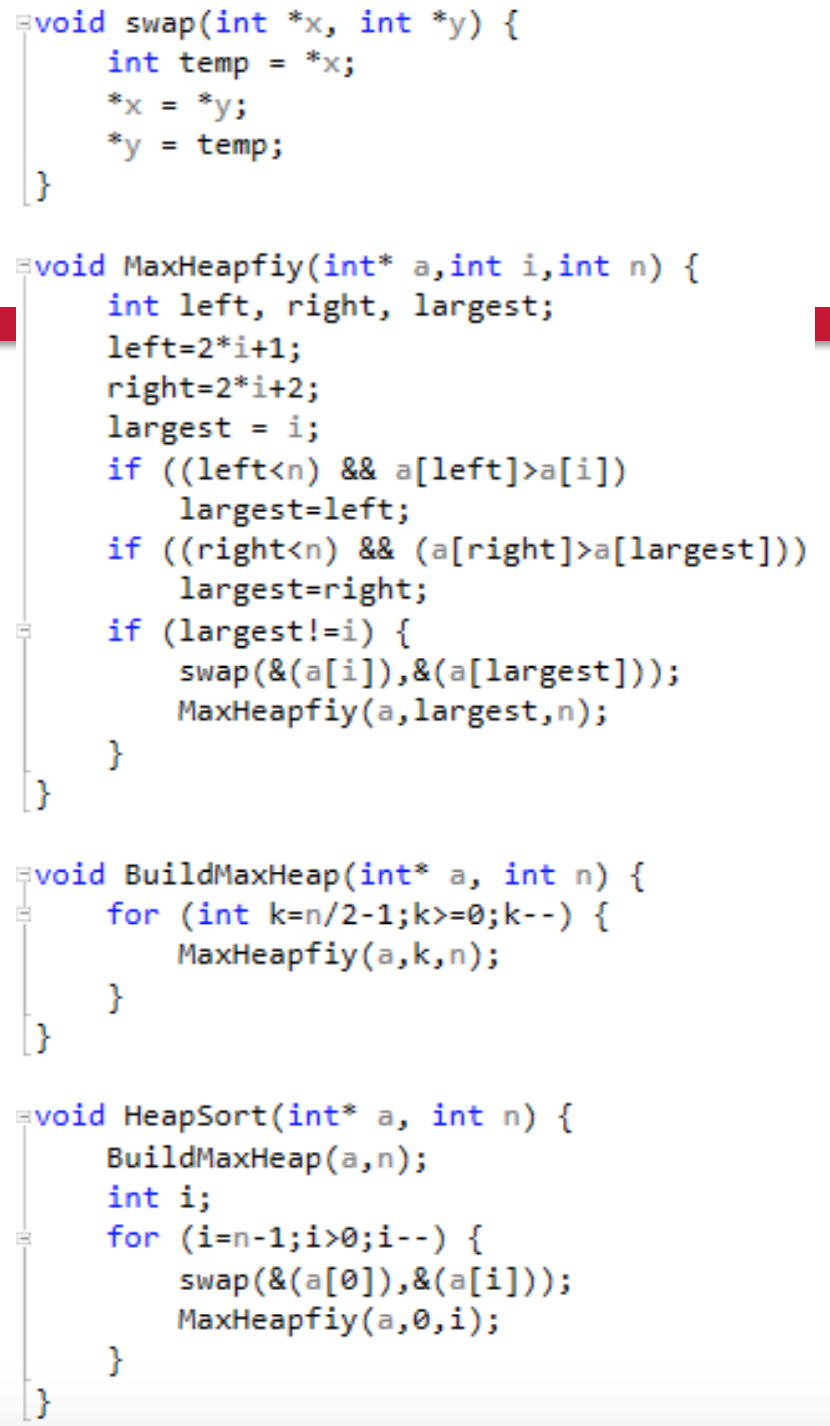 void swap(int *x, int *y) {
int temp = *x;
*x = *y;
*y = temp;
}
void MaxHeapfiy(int* a,int i,int n) {
int left, right, largest;
left=2*i+1;
right=2*i+2;
largest = i;
if ((left<n) && a[left]>a[i])
largest=left;
if ((right<n) && (a[right]>a[largest]))
largest=right;
if (largest!=i) {
swap(&(a[i]),&(a[largest]));
MaxHeapfiy(a,largest,n);
}
}
void BuildMaxHeap(int* a, int n) {
for (int k=n/2-1;k>=0;k--) {
MaxHeapfiy(a,k,n);
}
}
void HeapSort(int* a, int n) {
BuildMaxHeap(a,n);
int i;
for (i=n-1;i>0;i--) {
swap(&(a[0]),&(a[i]));
MaxHeapfiy(a,0,i);
}
}